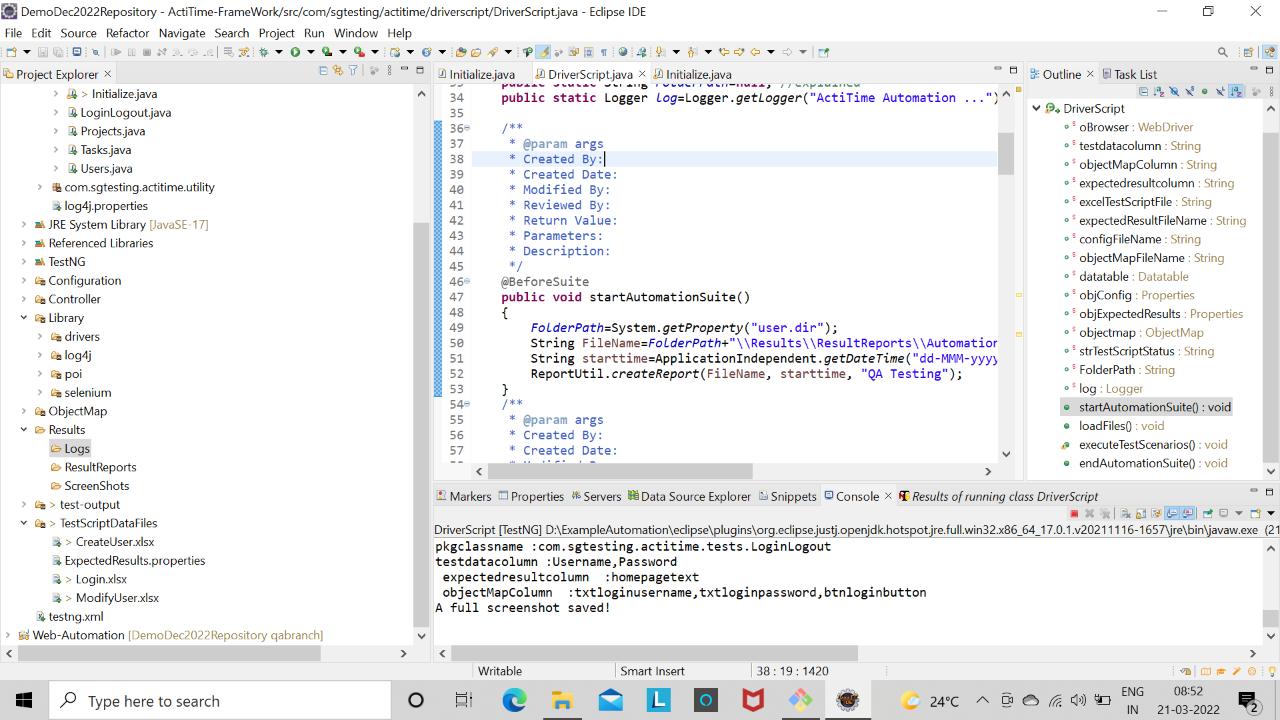 DemoDec2022Repository - ActiTime-FrameWork/src/com/sgtesting/actitime/driverscript/DriverScript.java - Eclipse IDE
File Edit Source Refactor Navigate Search Project Run Window Help
Project Explorer
> Initialize.java
LoginLogout.java
Projects.java
Tasks.java
Users.java
com.sgtesting.actitime.utility
log4j.properties
JRE System Library [JavaSE-17]
Referenced Libraries
TestNG
Configuration
Controller
Library
drivers
log4j
poi
selenium
ObjectMap
Results
Logs
ResultReports
ScreenShots
> test-output
> TestScriptDataFiles
> CreateUser.xlsx
ExpectedResults.properties
> Login.xlsx
> ModifyUser.xlsx
testng.xml
Web-Automation [DemoDec2022Repository qabranch]
Initialize.java DriverScript.java Initialize.java
34 public static Logger log=Logger.getLogger("ActiTime Automation ...")
35
36 /**
37 * @param args
38 * Created By:
39 * Created Date:
40 * Modified By:
41 * Reviewed By:
42 * Return Value:
43 * Parameters:
44 * Description:
45 */
46 @BeforeSuite
47 public void startAutomationSuite()
48 {
49 FolderPath=System.getProperty("user.dir");
50 String FileName=FolderPath+"\\Results\\ResultReports\\Automation
51 String starttime=ApplicationIndependent.getDateTime("dd-MMM-yyyy
52 ReportUtil.createReport(FileName, starttime, "QA Testing");
53 }
54 /**
55 * @param args
56 * Created By:
57 * Created Date:
Outline Task List
DriverScript
oBrowser : WebDriver
testdatacolumn : String
objectMapColumn : String
expectedresultcolumn : String
excelTestScriptFile : String
expectedResultFileName : String
configFileName : String
objectMapFileName : String
datatable : Datatable
objConfig : Properties
objExpectedResults : Properties
objectmap : ObjectMap
strTestScriptStatus : String
FolderPath : String
log : Logger
startAutomationSuite() : void
loadFiles() : void
executeTestScenarios() : void
endAutomationSuite() : void
Markers Properties Servers Data Source Explorer Snippets Console Results of running class DriverScript
DriverScript [TestNG] D:\ExampleAutomation\eclipse\plugins\org.eclipse.justj.openjdk.hotspot.jre.full.win32.x86_64_17.0.1.v20211116-1657\jre\bin\javaw.exe (21
pkgclassname :com.sgtesting.actitime.tests.LoginLogout
testdatacolumn :Username,Password
expectedresultcolumn :homepagetext
objectMapColumn :txtloginusername,txtloginpassword,btnloginbutton
A full screenshot saved!
Writable Smart Insert 38 : 19 : 1420
Type here to search
24°C
ENG
IN
08:52
21-03-2022
2